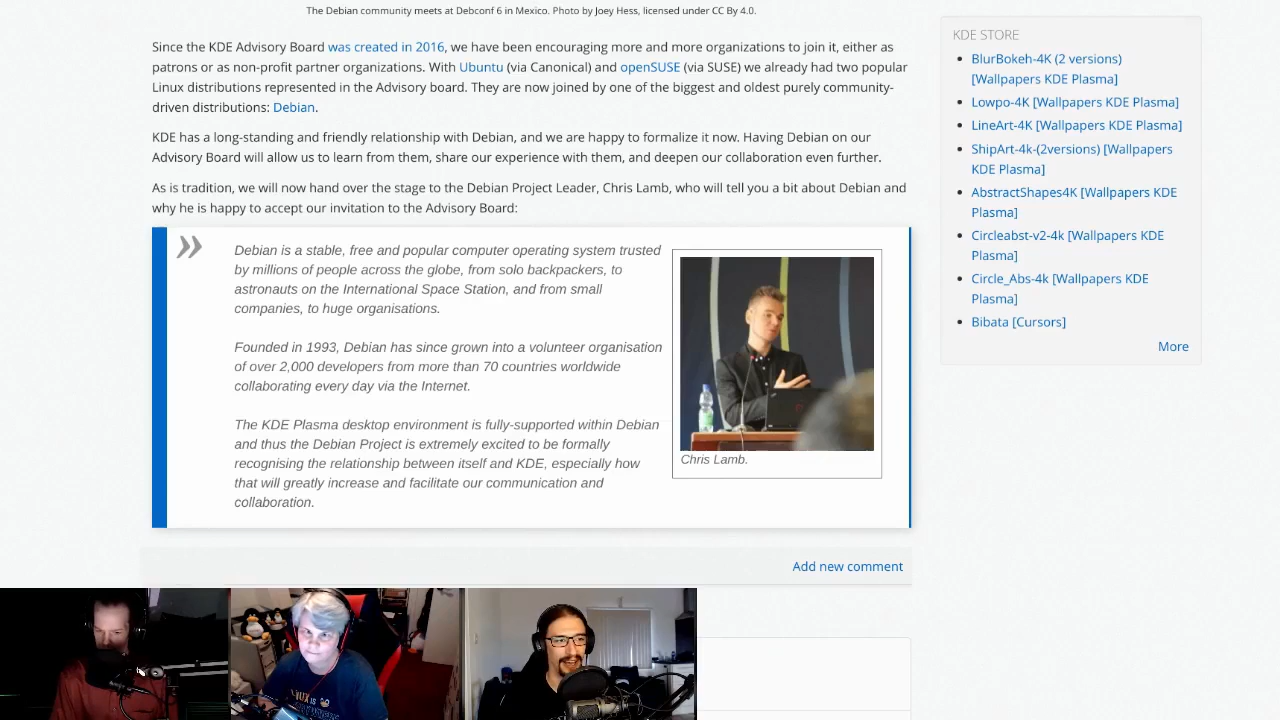 The Debian community meets at Debconf 6 in Mexico. Photo by Joey Hess, licensed under CC By 4.0.
Since the KDE Advisory Board was created in 2016, we have been encouraging more and more organizations to join it, either as
patrons or as non-profit partner organizations. With Ubuntu (via Canonical) and openSUSE (via SUSE) we already had two popular
Linux distributions represented in the Advisory board. They are now joined by one of the biggest and oldest purely community-
driven distributions: Debian.
KDE has a long-standing and friendly relationship with Debian, and we are happy to formalize it now. Having Debian on our
Advisory Board will allow us to learn from them, share our experience with them, and deepen our collaboration even further.
As is tradition, we will now hand over the stage to the Debian Project Leader, Chris Lamb, who will tell you a bit about Debian and
why he is happy to accept our invitation to the Advisory Board:
»
Debian is a stable, free and popular computer operating system trusted
by millions of people across the globe, from solo backpackers, to
astronauts on the International Space Station, and from small
companies, to huge organisations.
Founded in 1993, Debian has since grown into a volunteer organisation
of over 2,000 developers from more than 70 countries worldwide
collaborating every day via the Internet.
The KDE Plasma desktop environment is fully-supported within Debian
and thus the Debian Project is extremely excited to be formally
recognising the relationship between itself and KDE, especially how
that will greatly increase and facilitate our communication and
collaboration.
Chris Lamb.
Add new comment
KDE STORE
BlurBokeh-4K (2 versions)
[Wallpapers KDE Plasma]
Lowpo-4K [Wallpapers KDE Plasma]
LineArt-4K [Wallpapers KDE Plasma]
ShipArt-4k-(2versions) [Wallpapers
KDE Plasma]
AbstractShapes4K [Wallpapers KDE
Plasma]
Circleabst-v2-4k [Wallpapers KDE
Plasma]
Circle_Abs-4k [Wallpapers KDE
Plasma]
Bibata [Cursors]
More